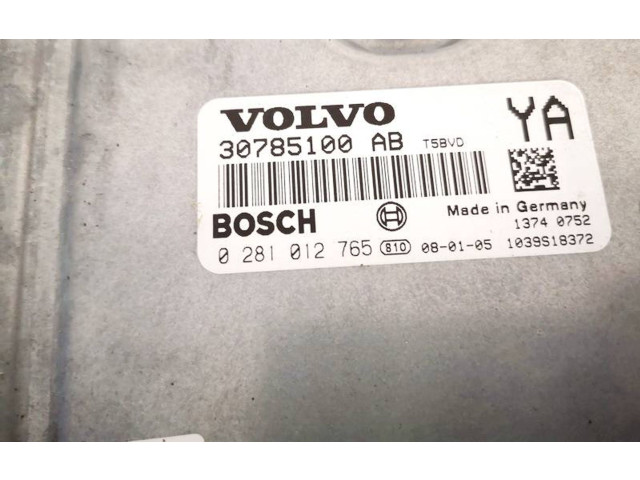 VOLVO
YA
30785100 AB T5BVD
BOSCH
Made in Germany
1374 0752
0 281 012 765 810 08-01-05 1039S18372